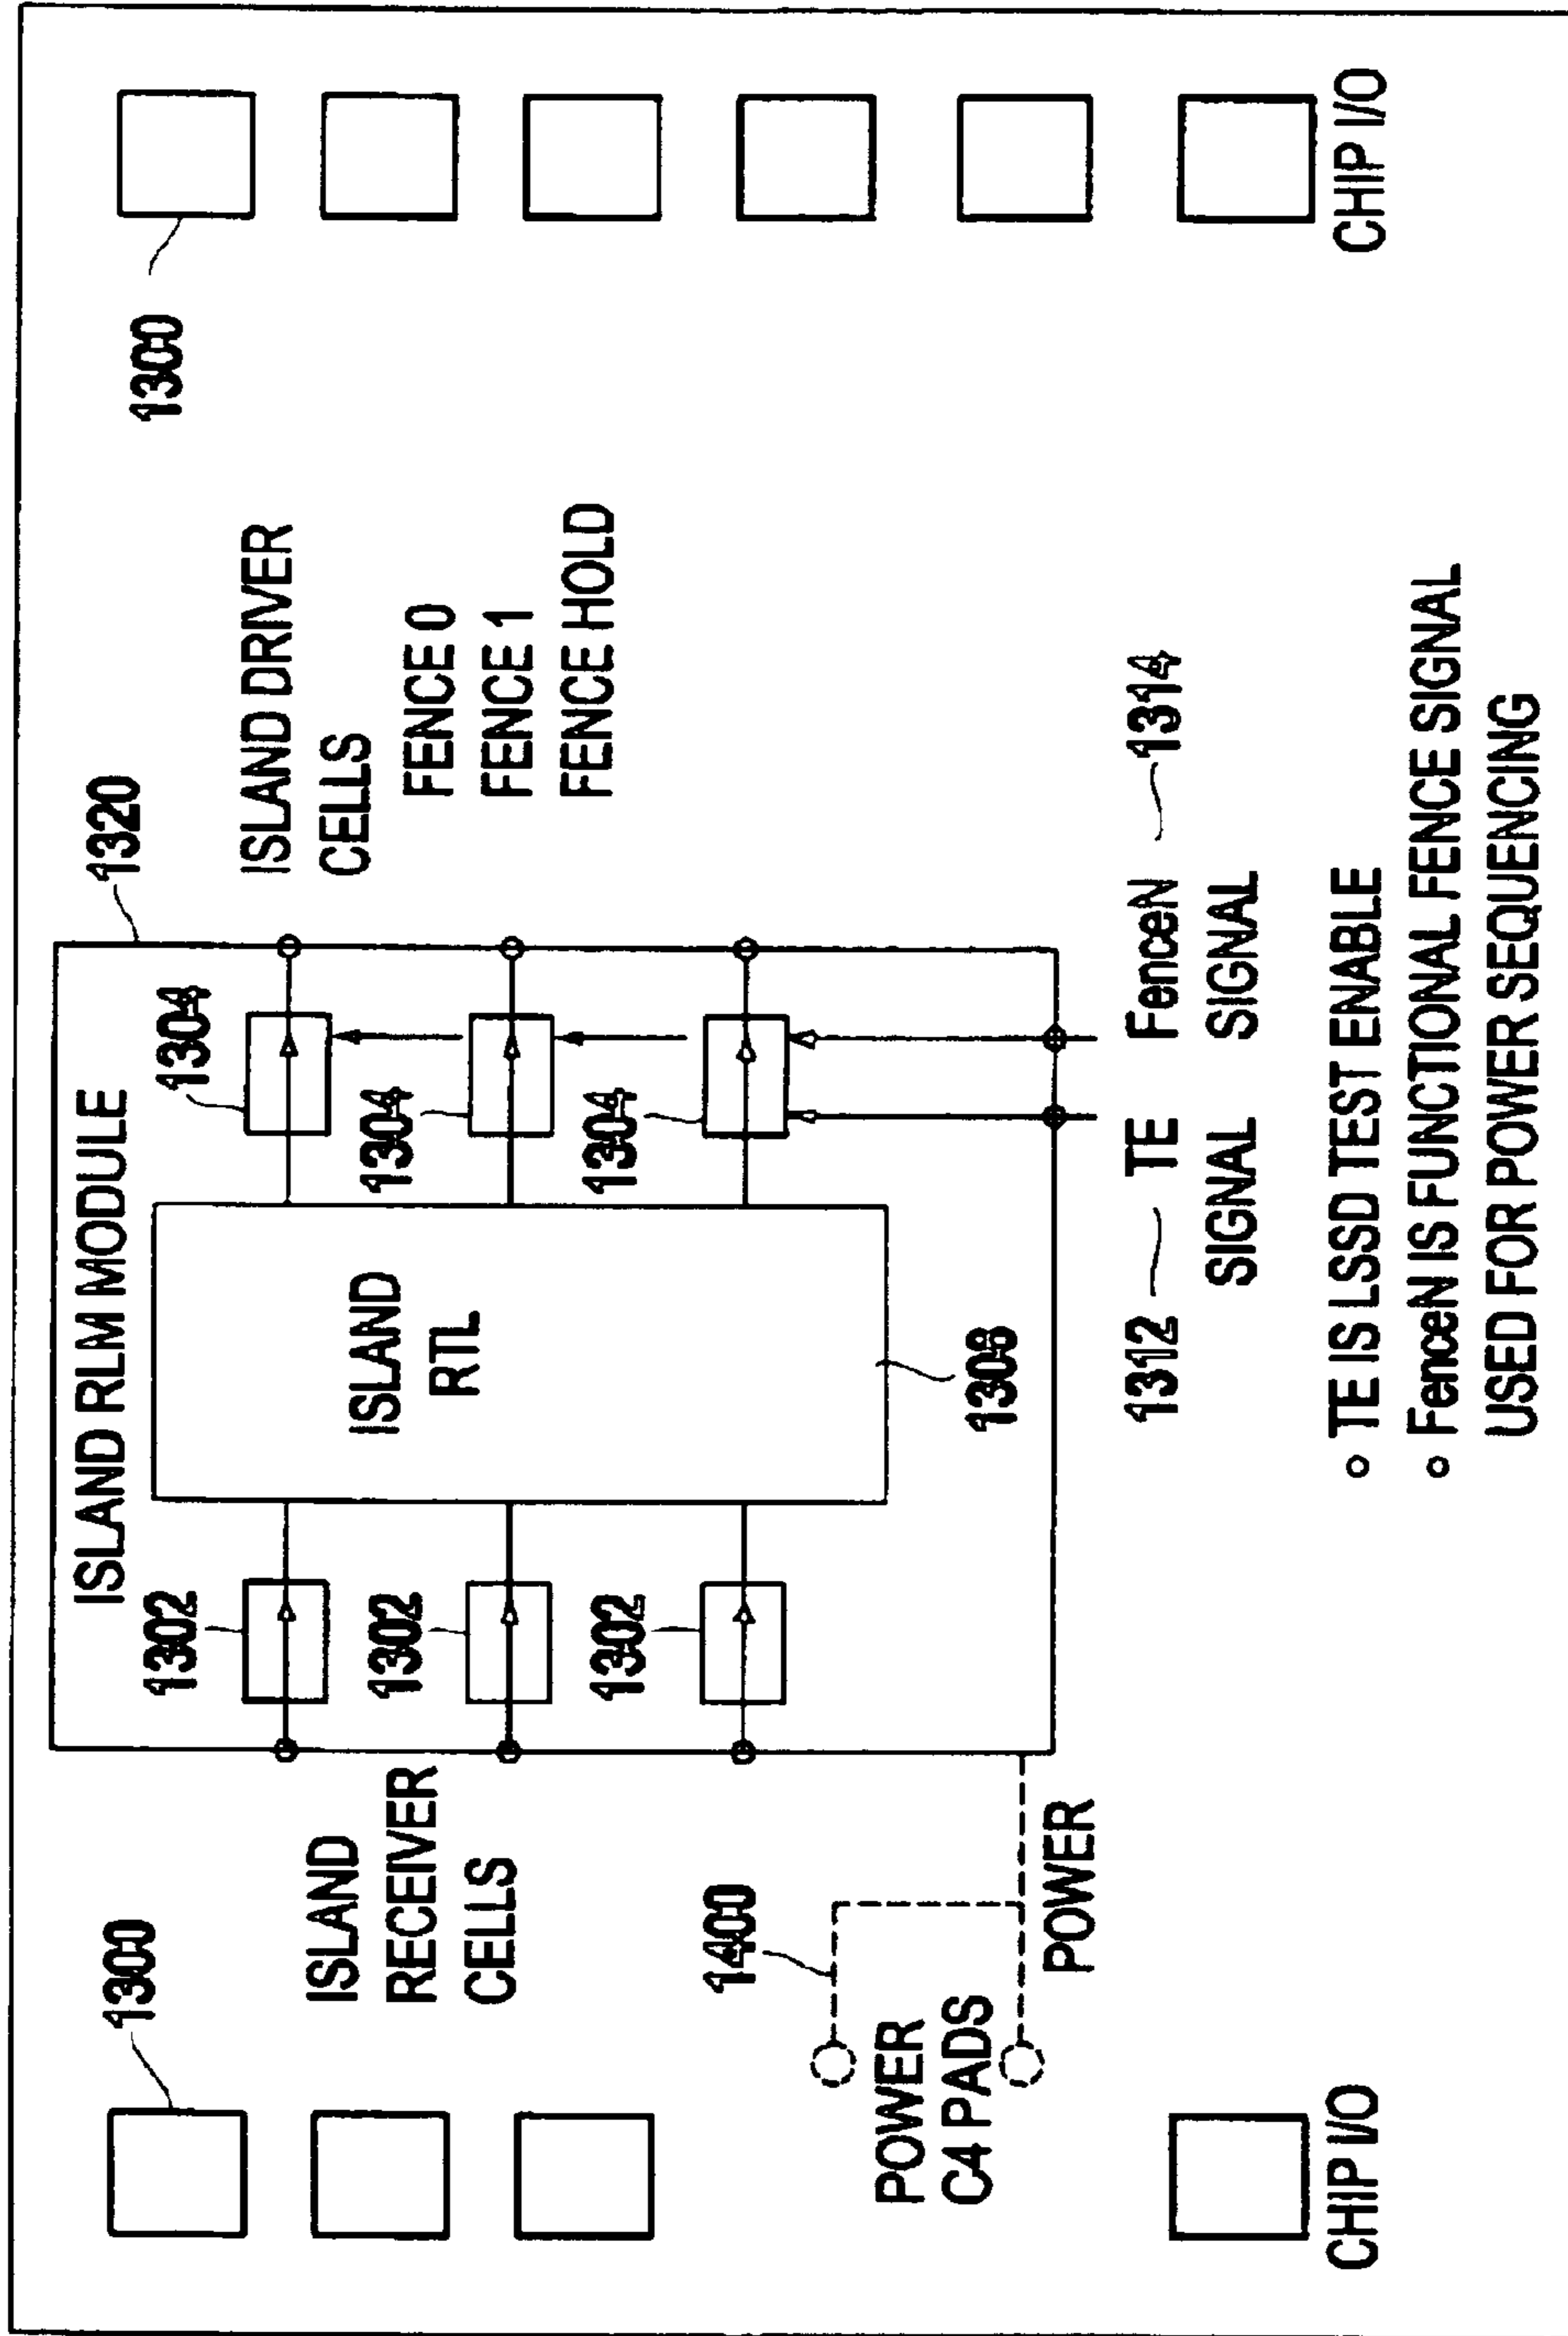 1300
ISLAND RLM MODULE
1320
1300
1302
1304
ISLAND
RECEIVER
CELLS
ISLAND DRIVER
CELLS
1302
1304
ISLAND
RTL
FENCE 0
FENCE 1
FENCE HOLD
1302
1304
1400
POWER
C4 PADS
1308
POWER
1312
TE
SIGNAL
FenceN
SIGNAL
1314
CHIP I/O
CHIP I/O
∘ TE IS LSSD TEST ENABLE
∘ FenceN IS FUNCTIONAL FENCE SIGNAL
USED FOR POWER SEQUENCING